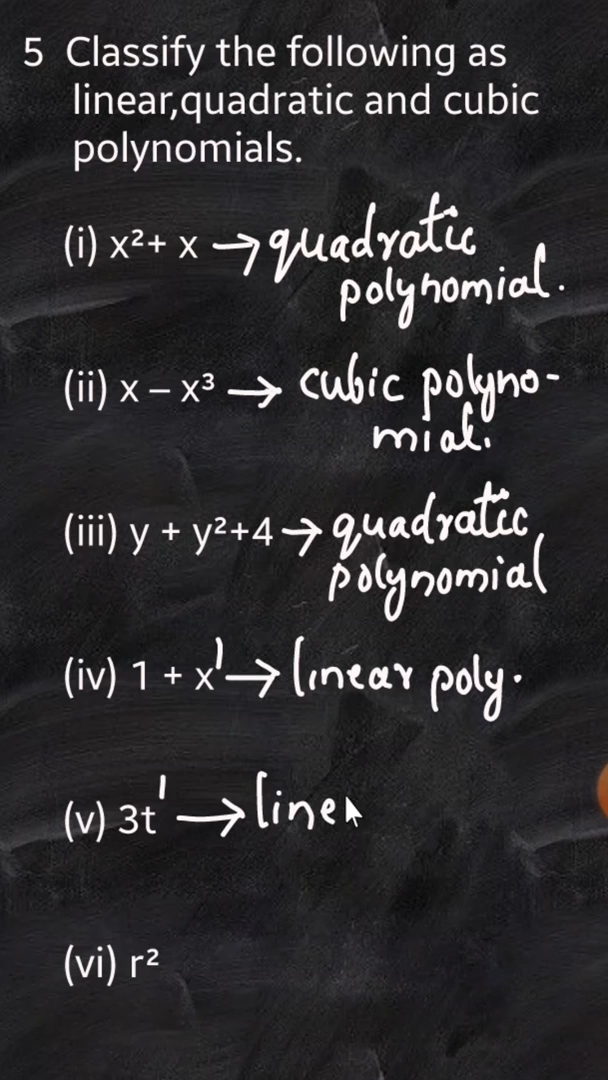 5 Classify the following as
linear,quadratic and cubic
polynomials.
(i) x²+ x → quadratic
polynomial.
(ii) x – x³ → cubic polyno-
mial.
(iii) y + y²+4 → quadratic
polynomial
(iv) 1 + x¹ → linear poly.
(v) 3t¹ → line
(vi) r²